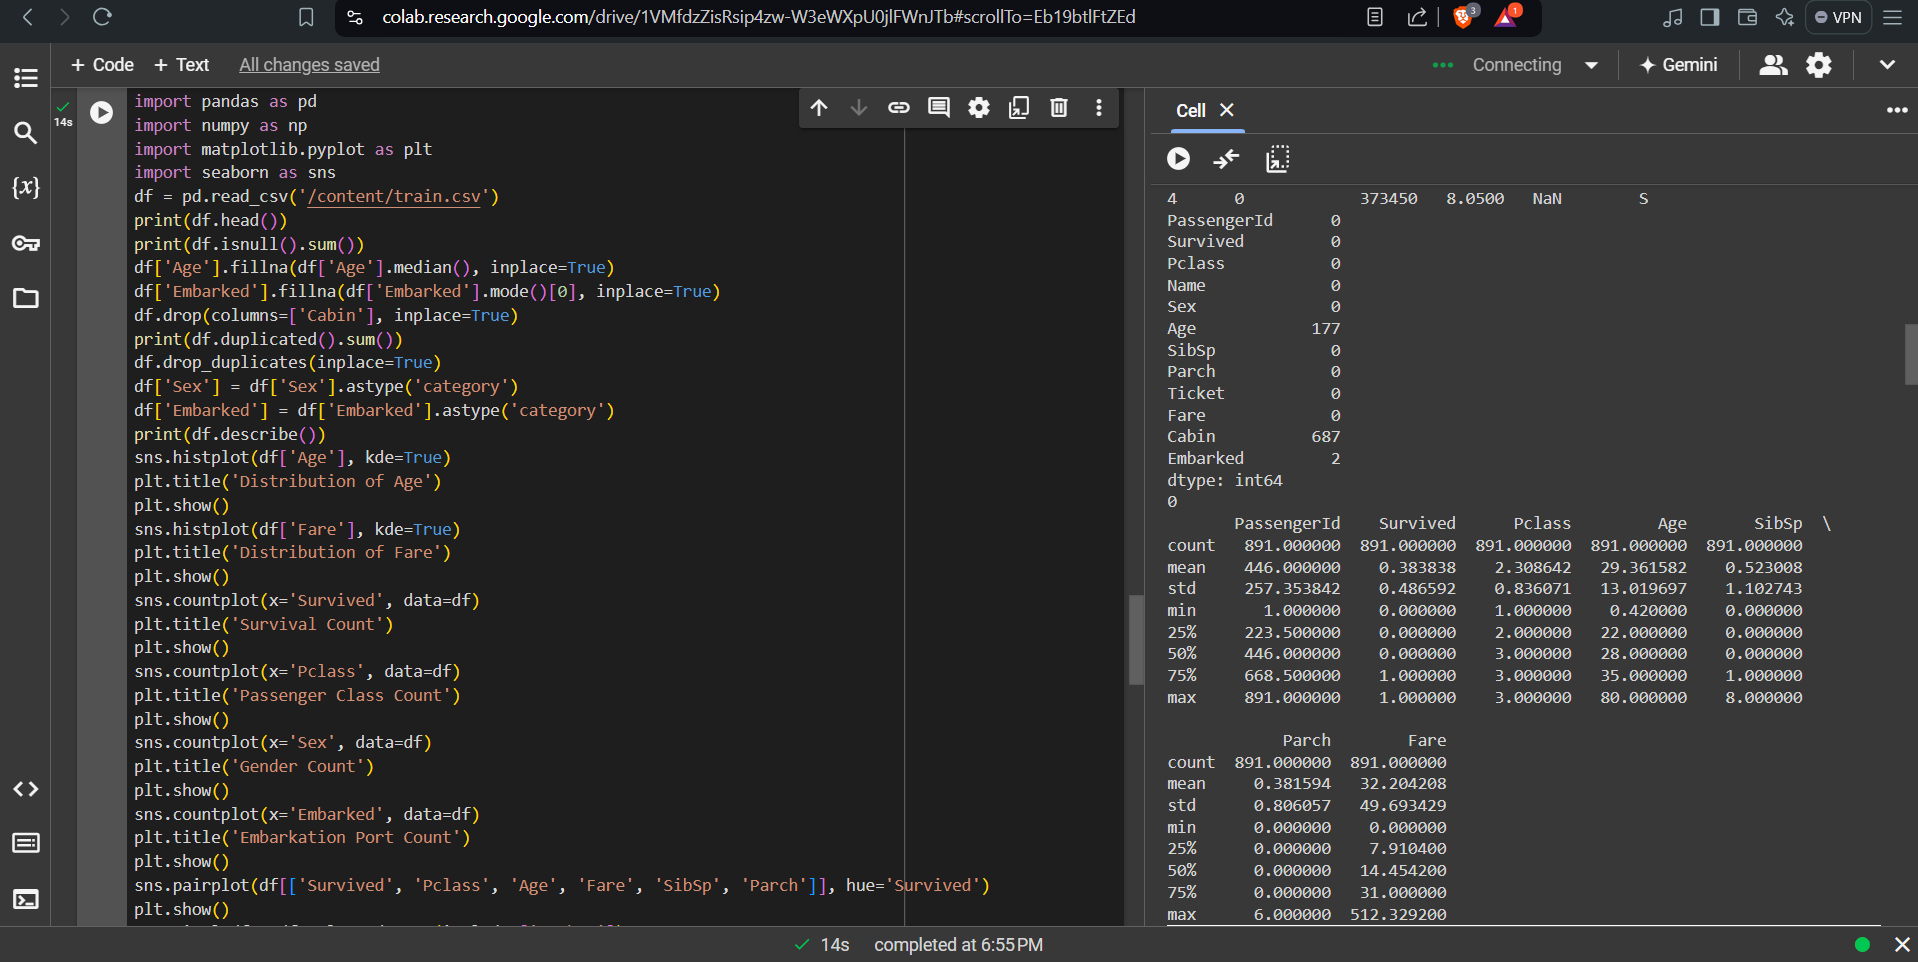 colab.research.google.com/drive/1VMfdzZisRsip4zw-W3eWXpU0jlFWnJTb#scrollTo=Eb19btlFtZEd
3
1
VPN
+ Code + Text All changes saved
Connecting
Gemini
14s
import pandas as pd
import numpy as np
import matplotlib.pyplot as plt
import seaborn as sns
df = pd.read_csv('/content/train.csv')
print(df.head())
print(df.isnull().sum())
df['Age'].fillna(df['Age'].median(), inplace=True)
df['Embarked'].fillna(df['Embarked'].mode()[0], inplace=True)
df.drop(columns=['Cabin'], inplace=True)
print(df.duplicated().sum())
df.drop_duplicates(inplace=True)
df['Sex'] = df['Sex'].astype('category')
df['Embarked'] = df['Embarked'].astype('category')
print(df.describe())
sns.histplot(df['Age'], kde=True)
plt.title('Distribution of Age')
plt.show()
sns.histplot(df['Fare'], kde=True)
plt.title('Distribution of Fare')
plt.show()
sns.countplot(x='Survived', data=df)
plt.title('Survival Count')
plt.show()
sns.countplot(x='Pclass', data=df)
plt.title('Passenger Class Count')
plt.show()
sns.countplot(x='Sex', data=df)
plt.title('Gender Count')
plt.show()
sns.countplot(x='Embarked', data=df)
plt.title('Embarkation Port Count')
plt.show()
sns.pairplot(df[['Survived', 'Pclass', 'Age', 'Fare', 'SibSp', 'Parch']], hue='Survived')
plt.show()
{x}
Cell
4 0 373450 8.0500 NaN S
PassengerId 0
Survived 0
Pclass 0
Name 0
Sex 0
Age 177
SibSp 0
Parch 0
Ticket 0
Fare 0
Cabin 687
Embarked 2
dtype: int64
0
PassengerId Survived Pclass Age SibSp \
count 891.000000 891.000000 891.000000 891.000000 891.000000
mean 446.000000 0.383838 2.308642 29.361582 0.523008
std 257.353842 0.486592 0.836071 13.019697 1.102743
min 1.000000 0.000000 1.000000 0.420000 0.000000
25% 223.500000 0.000000 2.000000 22.000000 0.000000
50% 446.000000 0.000000 3.000000 28.000000 0.000000
75% 668.500000 1.000000 3.000000 35.000000 1.000000
max 891.000000 1.000000 3.000000 80.000000 8.000000
Parch Fare
count 891.000000 891.000000
mean 0.381594 32.204208
std 0.806057 49.693429
min 0.000000 0.000000
25% 0.000000 7.910400
50% 0.000000 14.454200
75% 0.000000 31.000000
max 6.000000 512.329200
14s completed at 6:55 PM